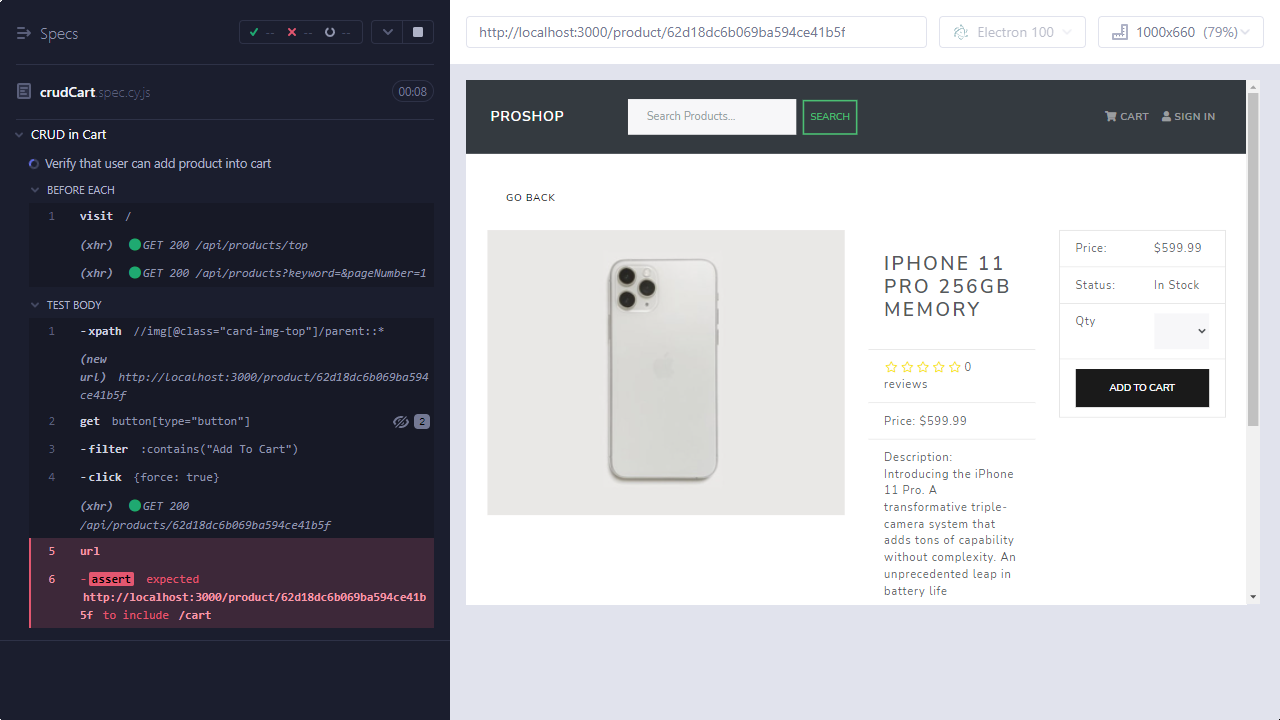 Specs
-- -- --
crudCart.spec.cy.js 00:08
CRUD in Cart
Verify that user can add product into cart
BEFORE EACH
1 visit /
(xhr) GET 200 /api/products/top
(xhr) GET 200 /api/products?keyword=&pageNumber=1
TEST BODY
1 -xpath //img[@class="card-img-top"]/parent::*
(new
url) http://localhost:3000/product/62d18dc6b069ba594
ce41b5f
2 get button[type="button"] 2
3 -filter :contains("Add To Cart")
4 -click {force: true}
(xhr) GET 200
/api/products/62d18dc6b069ba594ce41b5f
5 url
6 -assert expected
http://localhost:3000/product/62d18dc6b069ba594ce41b
5f to include /cart
http://localhost:3000/product/62d18dc6b069ba594ce41b5f
Electron 100
1000x660 (79%)
PROSHOP
Search Products...
SEARCH
CART
SIGN IN
GO BACK
IPHONE 11
PRO 256GB
MEMORY
0
reviews
Price: $599.99
Description:
Introducing the iPhone
11 Pro. A
transformative triple-
camera system that
adds tons of capability
without complexity. An
unprecedented leap in
battery life
Price: $599.99
Status: In Stock
Qty
ADD TO CART